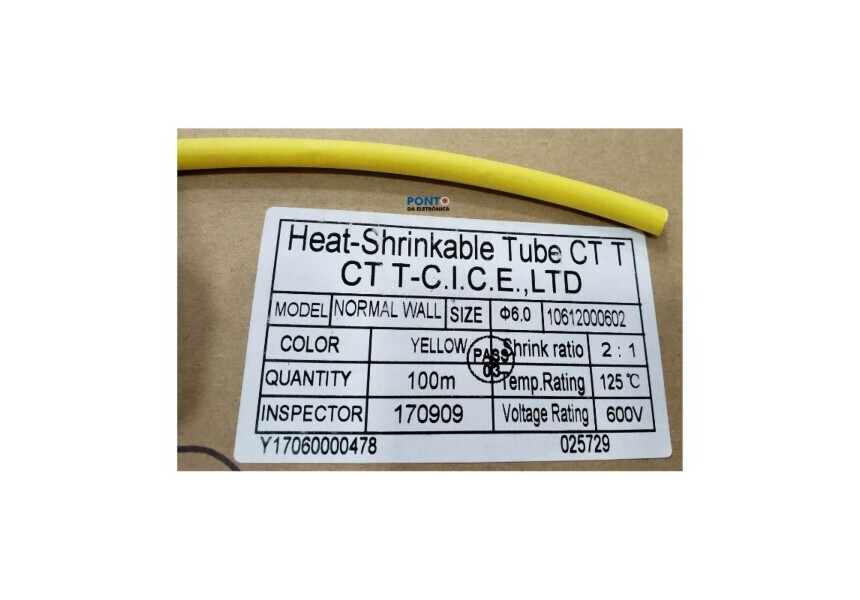 PONTO
DA ELETRÔNICA
Heat-Shrinkable Tube CT T
CT T-C.I.C.E.,LTD
MODEL NORMAL WALL SIZE Φ6.0 10612000602
COLOR YELLOW Shrink ratio 2 : 1
PASS
03
QUANTITY 100m Temp.Rating 125℃
INSPECTOR 170909 Voltage Rating 600V
Y17060000478 025729